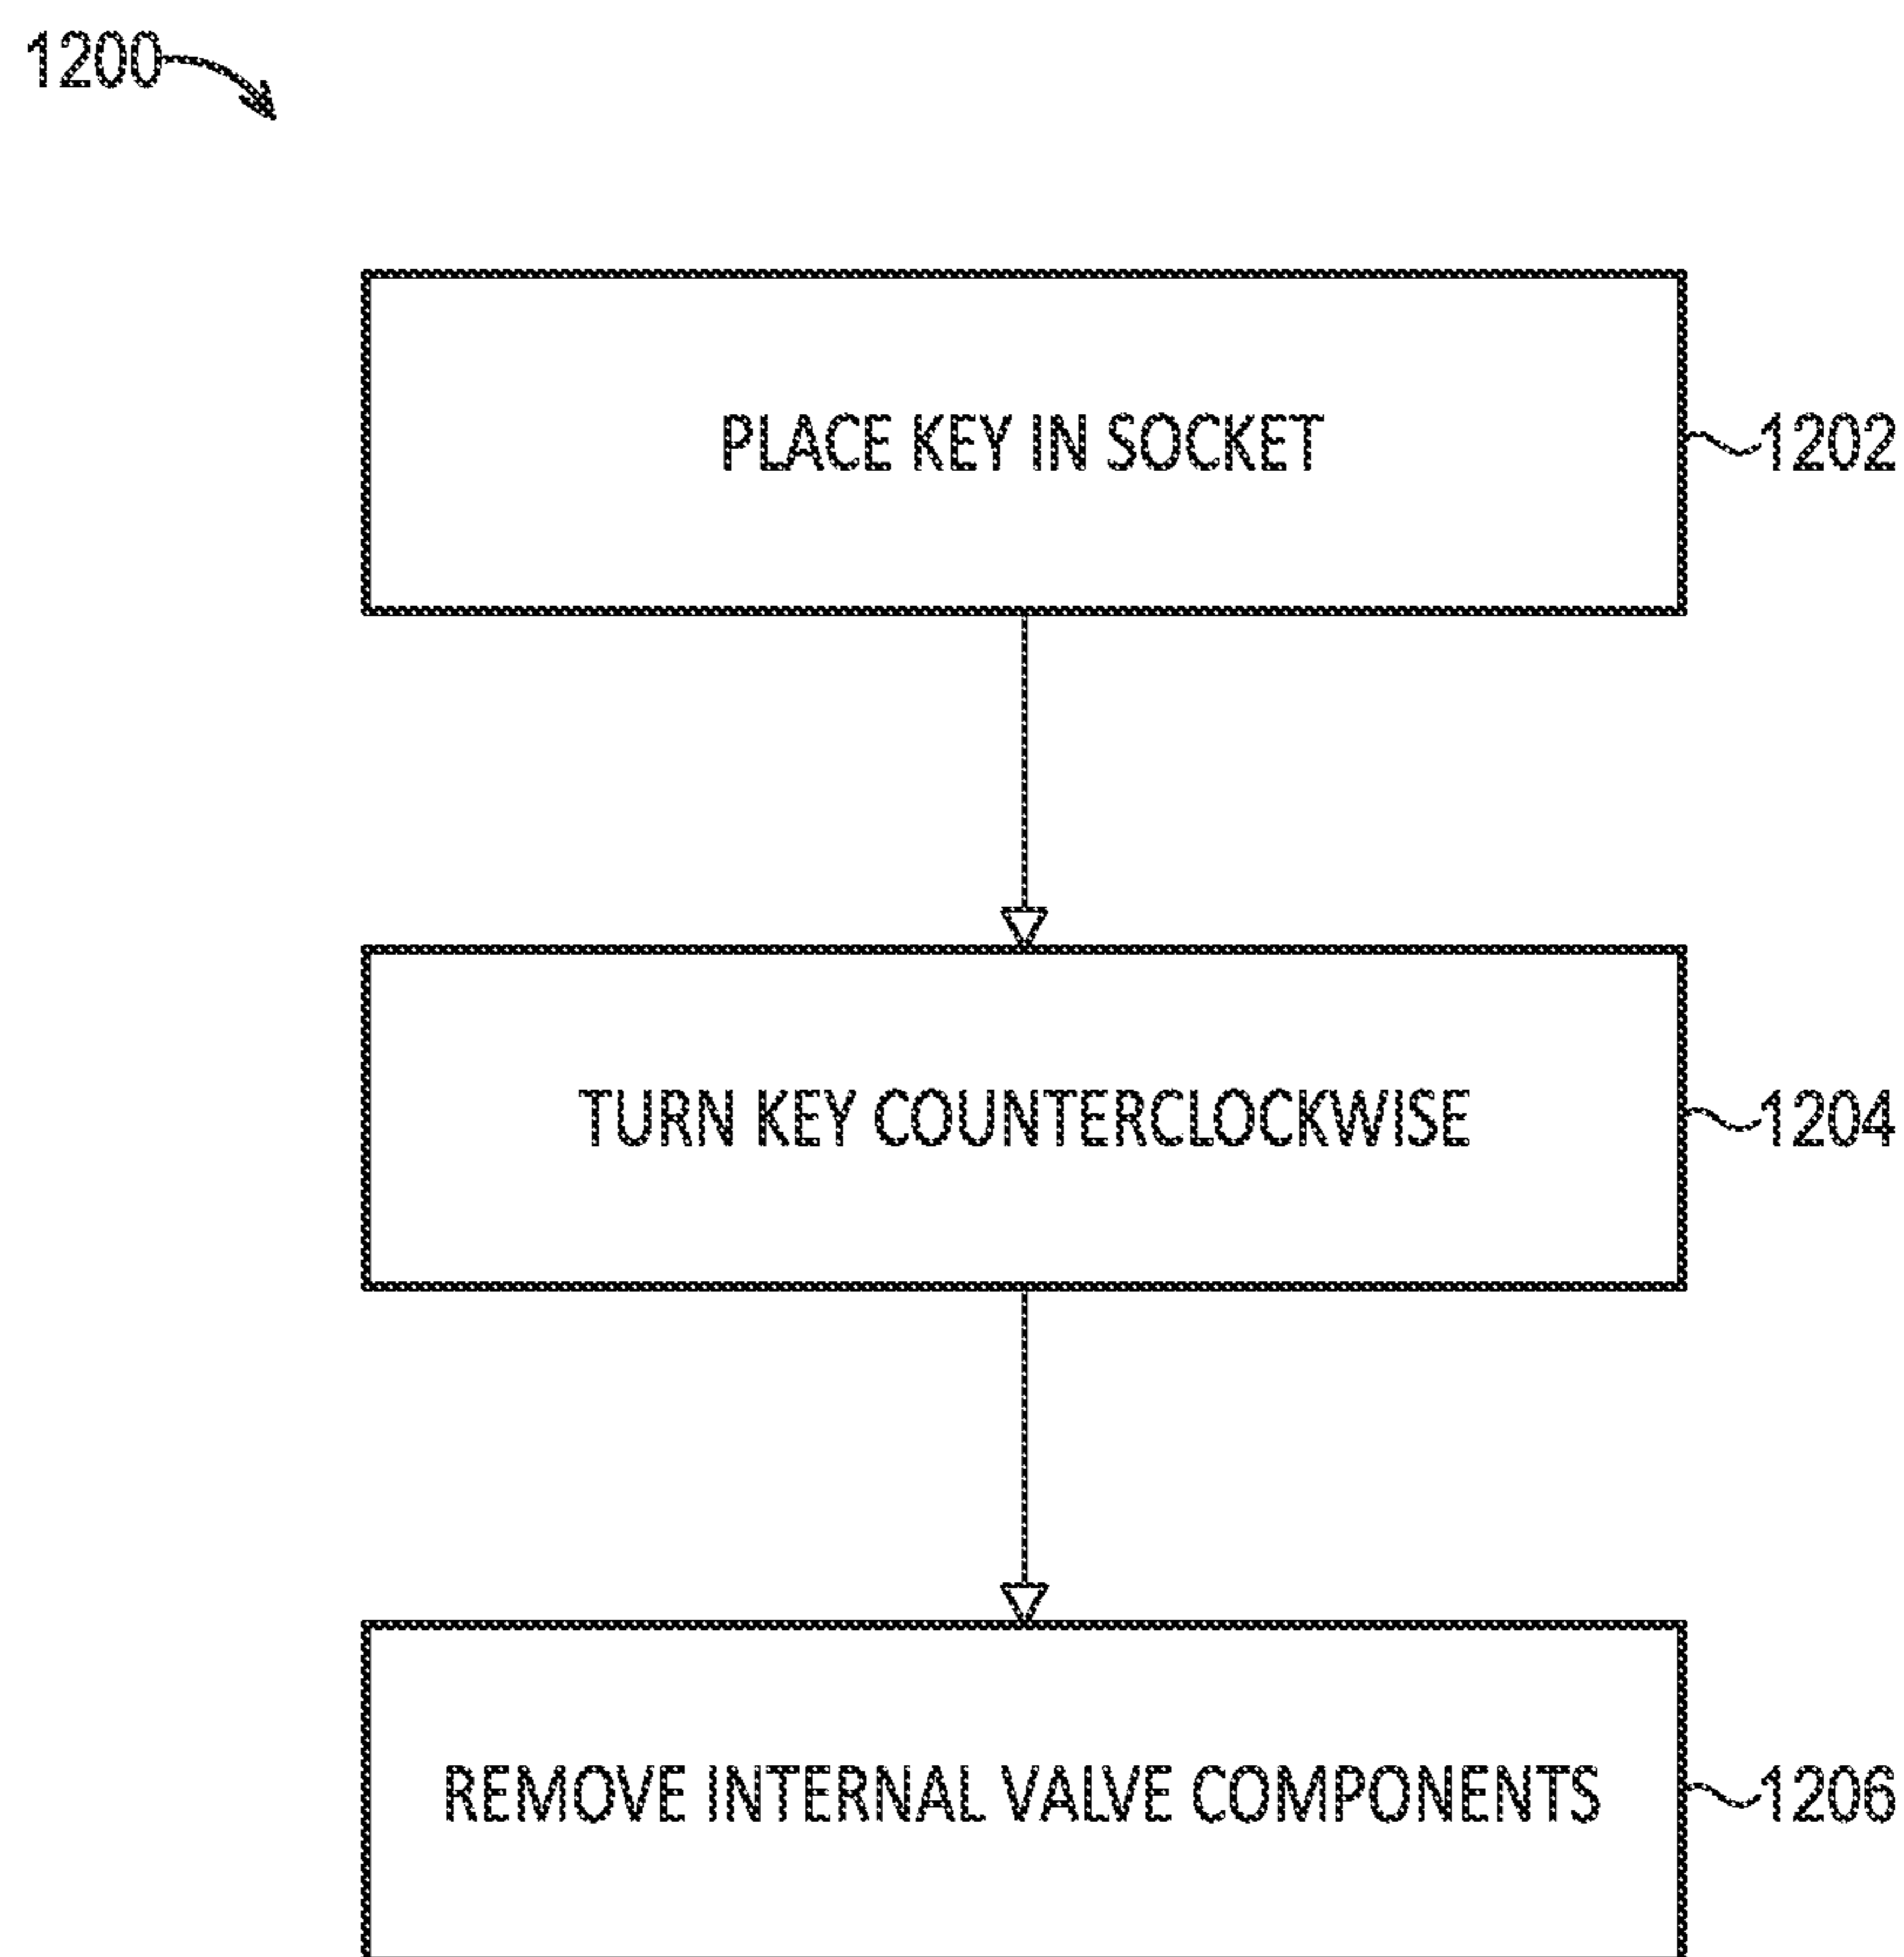 1200
PLACE KEY IN SOCKET
1202
TURN KEY COUNTERCLOCKWISE
1204
REMOVE INTERNAL VALVE COMPONENTS
1206